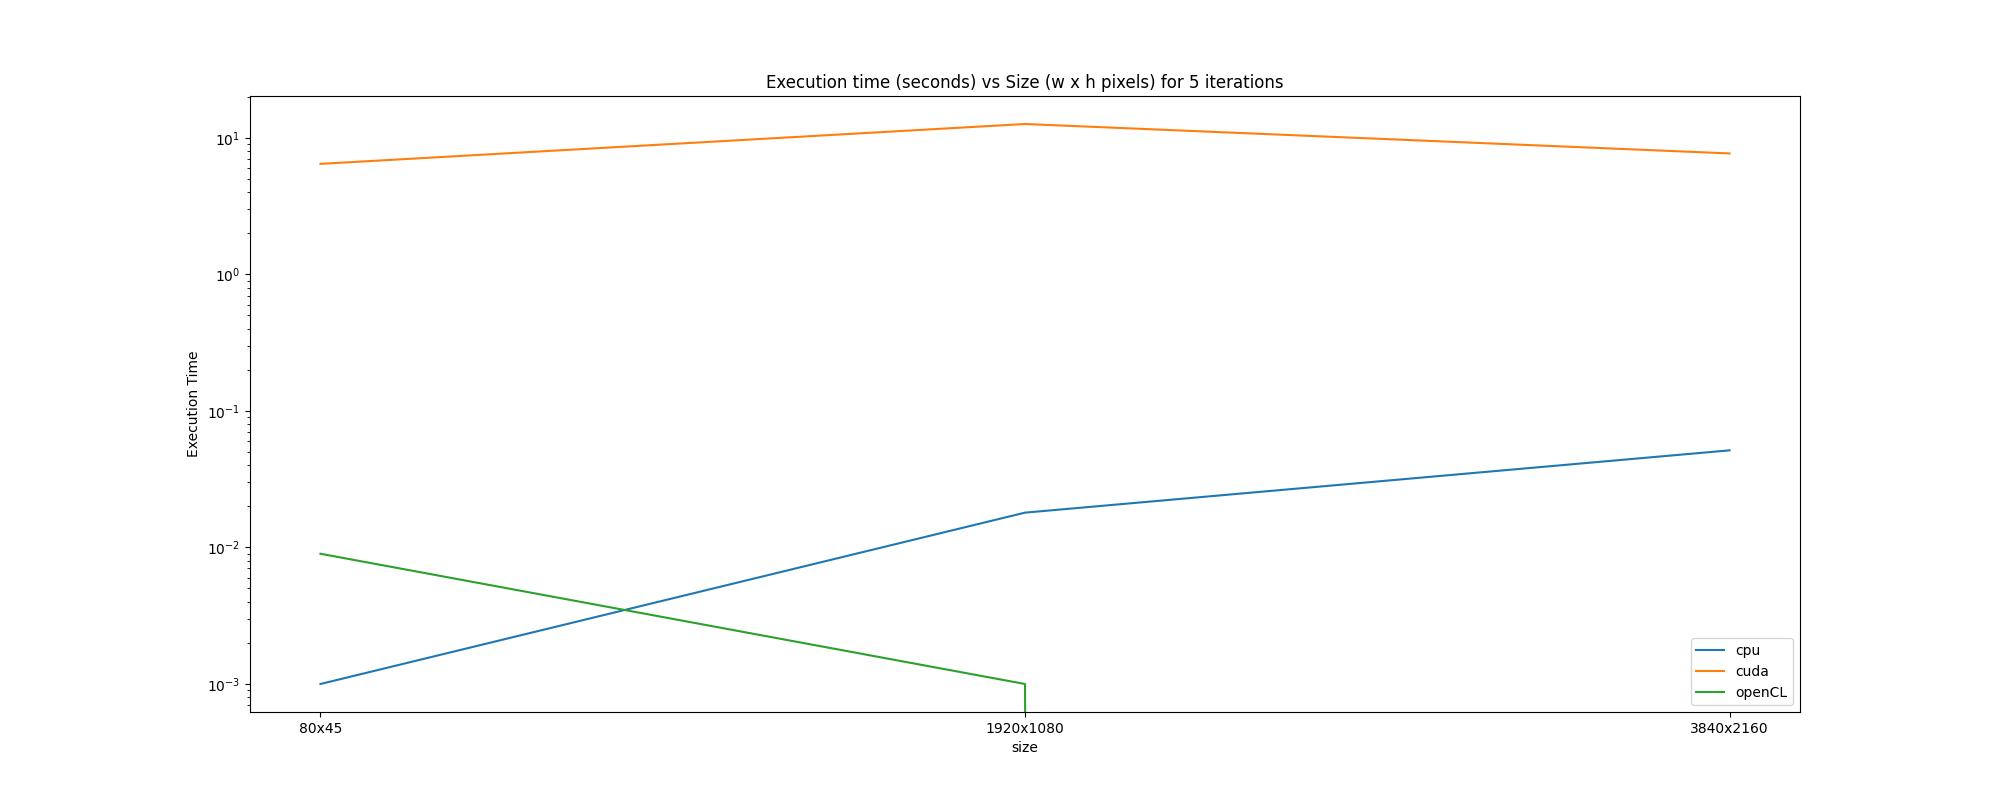 Execution time (seconds) vs Size (w x h pixels) for 5 iterations
10¹
10⁰
10⁻¹
10⁻²
10⁻³
Execution Time
80x45
1920x1080
3840x2160
size
cpu
cuda
openCL